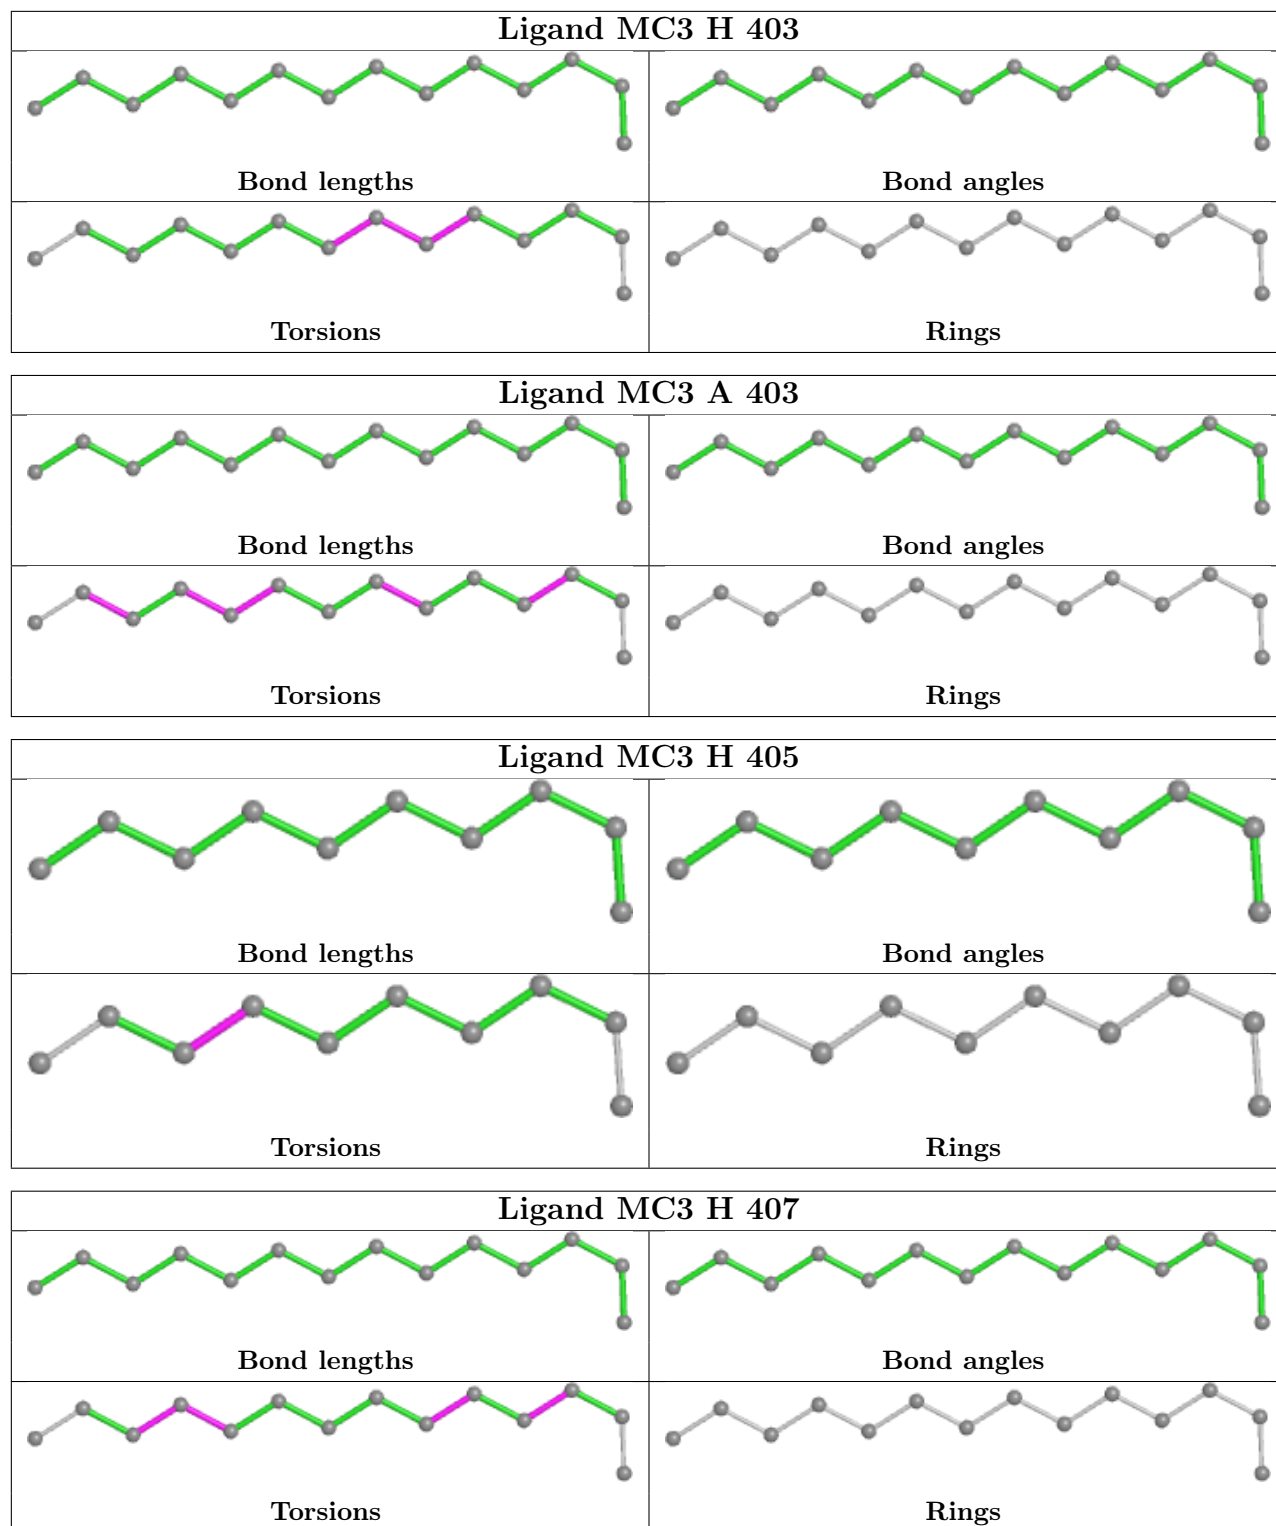 Ligand MC3 H 403
Bond lengths
Bond angles
Torsions
Rings
Ligand MC3 A 403
Bond lengths
Bond angles
Torsions
Rings
Ligand MC3 H 405
Bond lengths
Bond angles
Torsions
Rings
Ligand MC3 H 407
Bond lengths
Bond angles
Torsions
Rings